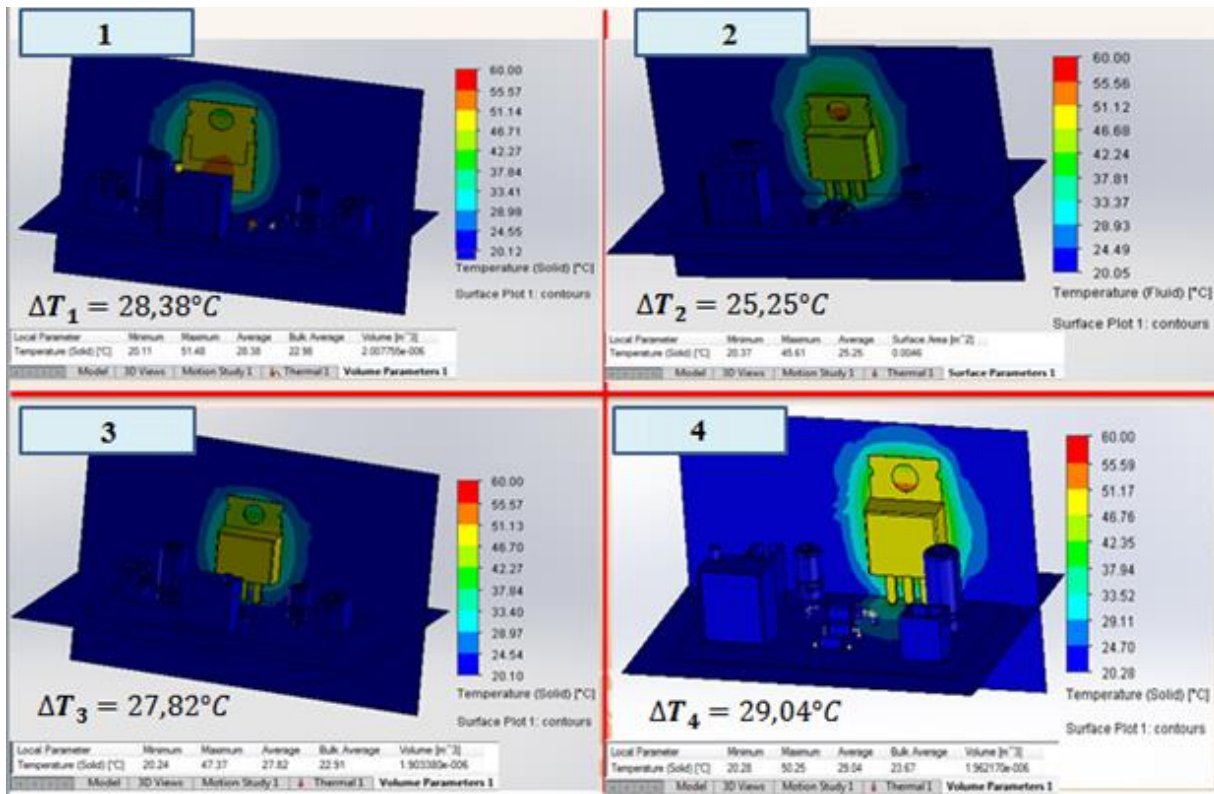 1
60.00
55.57
51.14
46.71
42.27
37.84
33.41
28.98
24.55
20.12
Temperature (Solid) [°C]
Surface Plot 1: contours
ΔT₁ = 28,38°C
Local Parameter Minimum Maximum Average Bulk Average Volume [m^3]
Temperature (Solid) [°C] 20.11 51.48 28.38 22.98 2.007755e-006
Model 3D Views Motion Study 1 Thermal 1 Volume Parameters 1
2
60.00
55.56
51.12
46.68
42.24
37.81
33.37
28.93
24.49
20.05
Temperature (Fluid) [°C]
Surface Plot 1: contours
ΔT₂ = 25,25°C
Local Parameter Minimum Maximum Average Surface Area [m^2]
Temperature (Solid) [°C] 20.37 45.61 25.25 0.0046
Model 3D Views Motion Study 1 Thermal 1 Surface Parameters 1
3
60.00
55.57
51.13
46.70
42.27
37.84
33.40
28.97
24.54
20.10
Temperature (Solid) [°C]
Surface Plot 1: contours
ΔT₃ = 27,82°C
Local Parameter Minimum Maximum Average Bulk Average Volume [m^3]
Temperature (Solid) [°C] 20.24 47.37 27.82 22.91 1.903380e-006
Model 3D Views Motion Study 1 Thermal 1 Volume Parameters 1
4
60.00
55.59
51.17
46.76
42.35
37.94
33.52
29.11
24.70
20.28
Temperature (Solid) [°C]
Surface Plot 1: contours
ΔT₄ = 29,04°C
Local Parameter Minimum Maximum Average Bulk Average Volume [m^3]
Temperature (Solid) [°C] 20.28 50.25 29.04 23.67 1.962170e-006
Model 3D Views Motion Study 1 Thermal 1 Volume Parameters 1